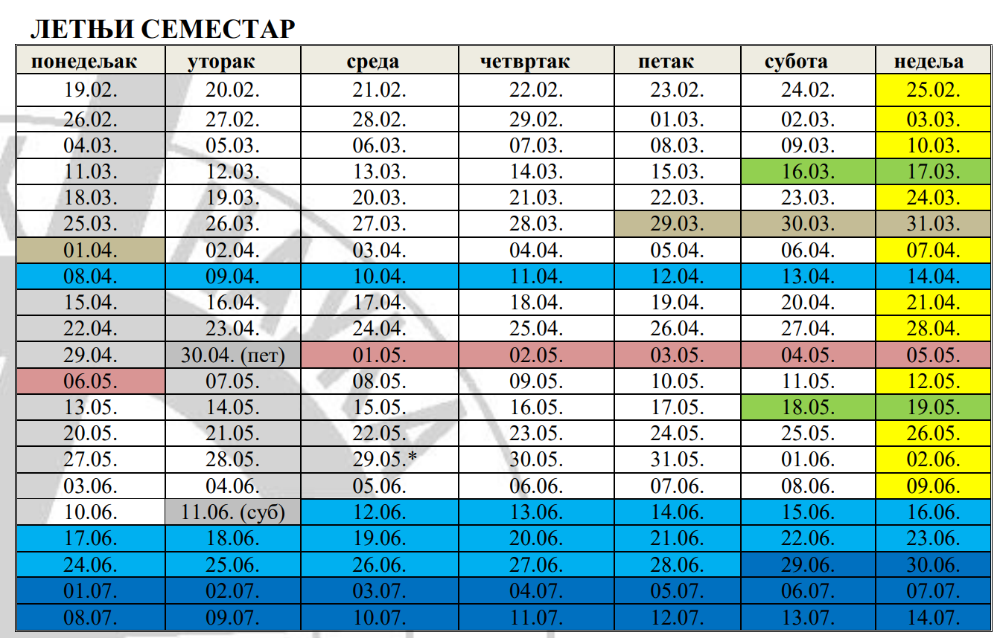 ЛЕТЊИ СЕМЕСТАР
понедељак уторак среда четвртак петак субота недеља
19.02. 20.02. 21.02. 22.02. 23.02. 24.02. 25.02.
26.02. 27.02. 28.02. 29.02. 01.03. 02.03. 03.03.
04.03. 05.03. 06.03. 07.03. 08.03. 09.03. 10.03.
11.03. 12.03. 13.03. 14.03. 15.03. 16.03. 17.03.
18.03. 19.03. 20.03. 21.03. 22.03. 23.03. 24.03.
25.03. 26.03. 27.03. 28.03. 29.03. 30.03. 31.03.
01.04. 02.04. 03.04. 04.04. 05.04. 06.04. 07.04.
08.04. 09.04. 10.04. 11.04. 12.04. 13.04. 14.04.
15.04. 16.04. 17.04. 18.04. 19.04. 20.04. 21.04.
22.04. 23.04. 24.04. 25.04. 26.04. 27.04. 28.04.
29.04. 30.04. (пет) 01.05. 02.05. 03.05. 04.05. 05.05.
06.05. 07.05. 08.05. 09.05. 10.05. 11.05. 12.05.
13.05. 14.05. 15.05. 16.05. 17.05. 18.05. 19.05.
20.05. 21.05. 22.05. 23.05. 24.05. 25.05. 26.05.
27.05. 28.05. 29.05.* 30.05. 31.05. 01.06. 02.06.
03.06. 04.06. 05.06. 06.06. 07.06. 08.06. 09.06.
10.06. 11.06. (суб) 12.06. 13.06. 14.06. 15.06. 16.06.
17.06. 18.06. 19.06. 20.06. 21.06. 22.06. 23.06.
24.06. 25.06. 26.06. 27.06. 28.06. 29.06. 30.06.
01.07. 02.07. 03.07. 04.07. 05.07. 06.07. 07.07.
08.07. 09.07. 10.07. 11.07. 12.07. 13.07. 14.07.